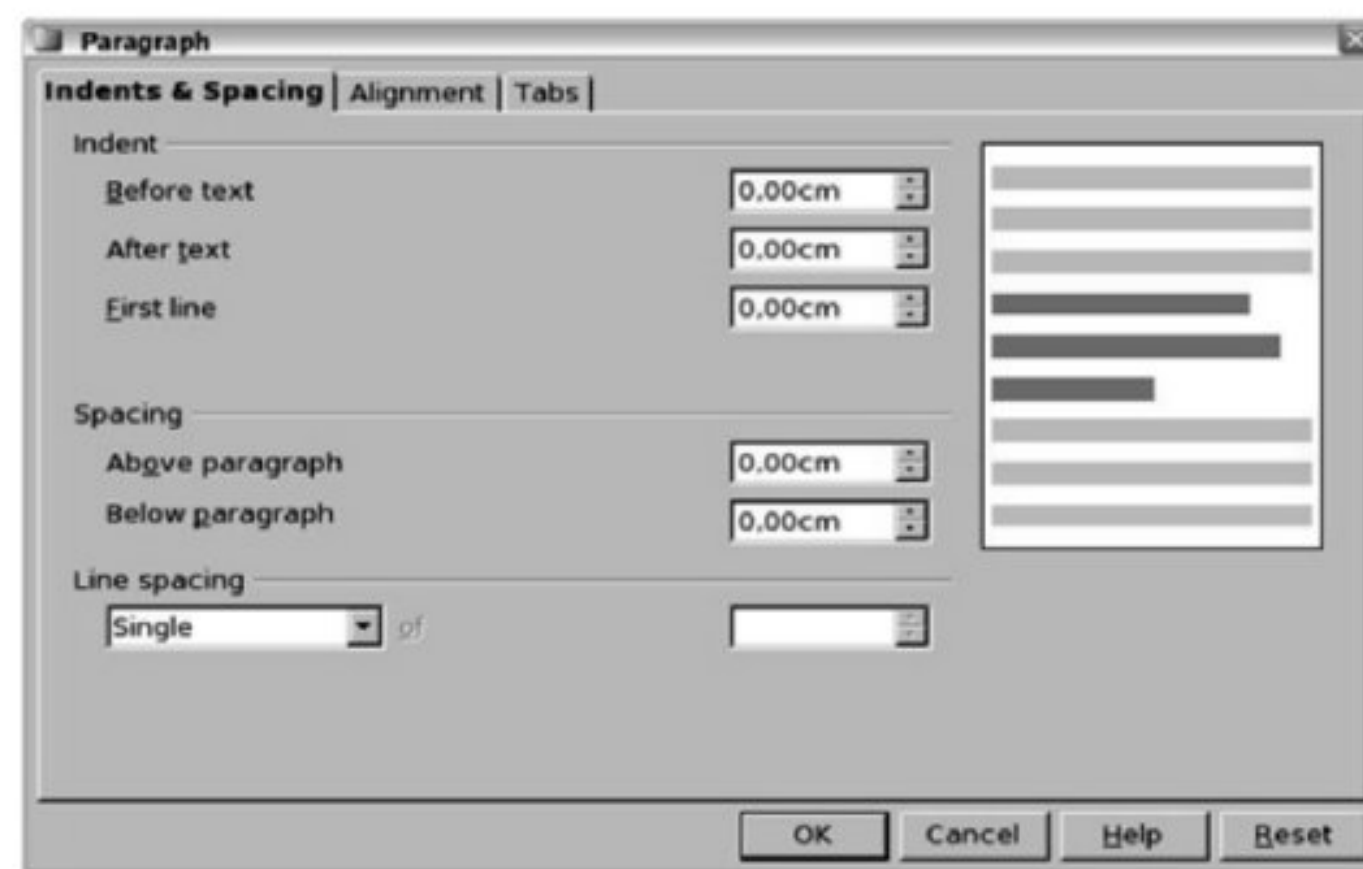 Paragraph
Indents & Spacing Alignment Tabs
Indent
Before text 0,00cm
After text 0,00cm
First line 0,00cm
Spacing
Above paragraph 0,00cm
Below paragraph 0,00cm
Line spacing
Single of
OK Cancel Help Reset